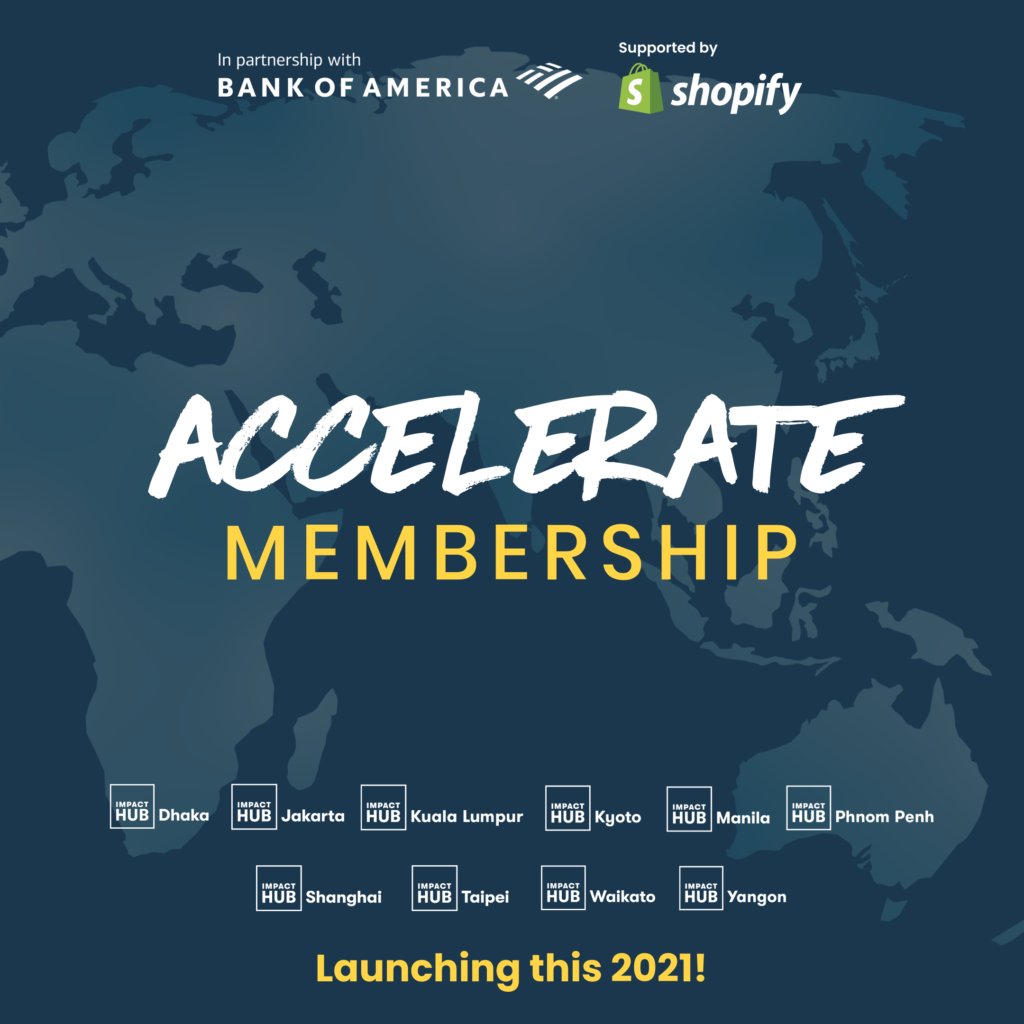 In partnership with
BANK OF AMERICA
Supported by
shopify
ACCELERATE
MEMBERSHIP
IMPACT HUB Dhaka
IMPACT HUB Jakarta
IMPACT HUB Kuala Lumpur
IMPACT HUB Kyoto
IMPACT HUB Manila
IMPACT HUB Phnom Penh
IMPACT HUB Shanghai
IMPACT HUB Taipei
IMPACT HUB Waikato
IMPACT HUB Yangon
Launching this 2021!